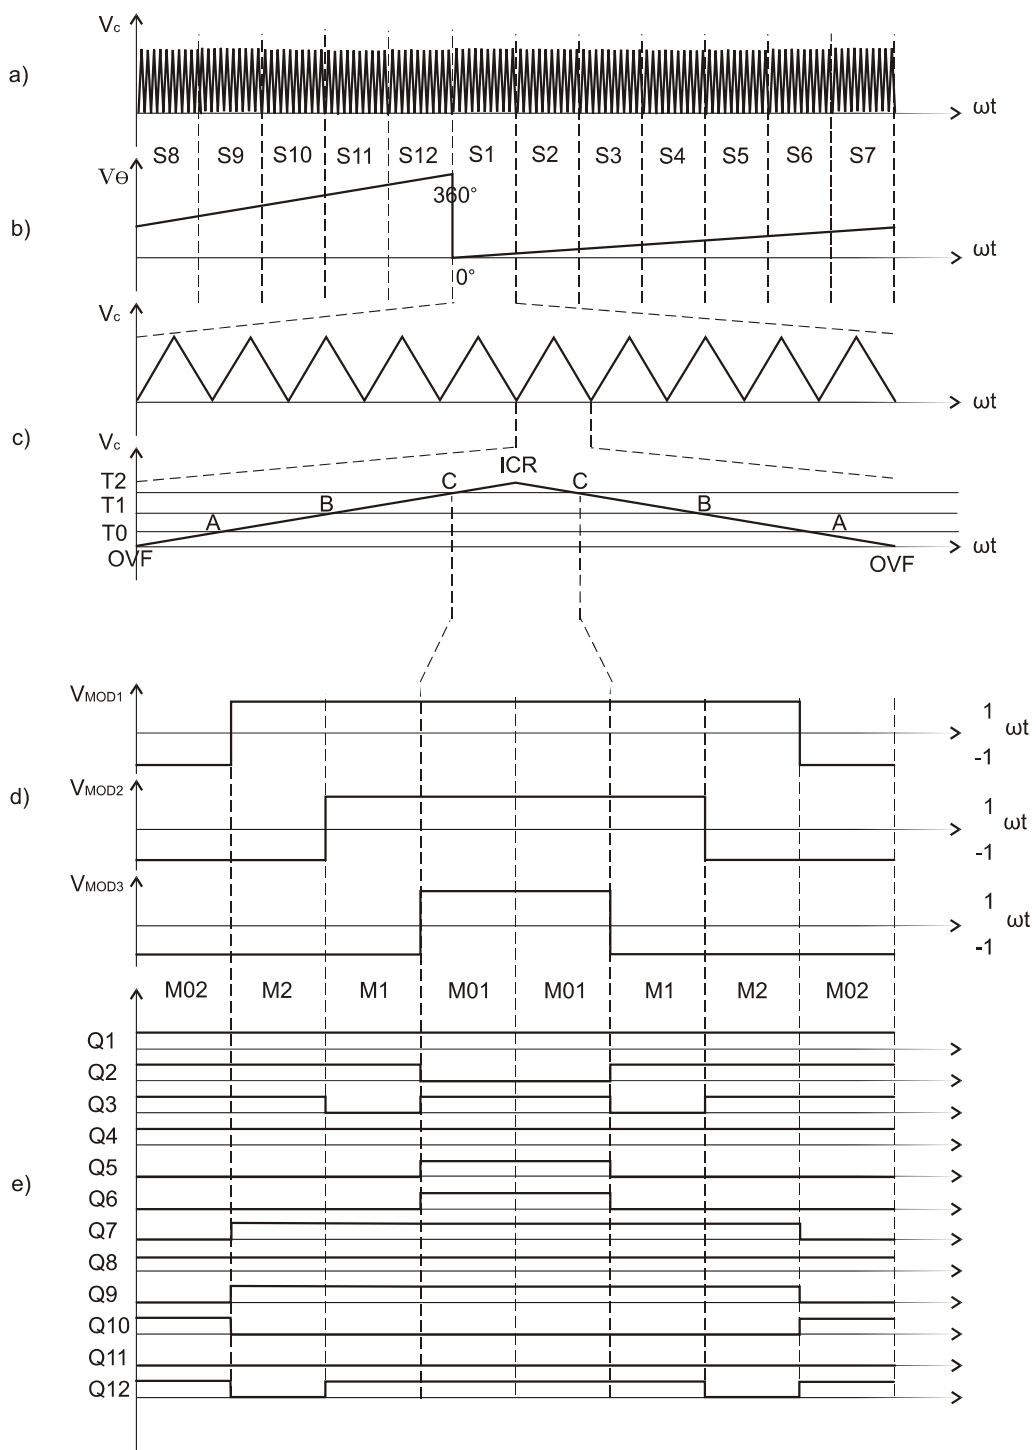 Vc
a)
ωt
S8 S9 S10 S11 S12 S1 S2 S3 S4 S5 S6 S7
VΘ
360°
b)
ωt
0°
Vc
ωt
c)
Vc
ICR
T2 C C
T1 B B
T0 A A
OVF ωt
OVF
VMOD1
1
ωt
-1
VMOD2
d)
1
ωt
-1
VMOD3
1
ωt
-1
M02 M2 M1 M01 M01 M1 M2 M02
Q1
Q2
Q3
Q4
Q5
e)
Q6
Q7
Q8
Q9
Q10
Q11
Q12